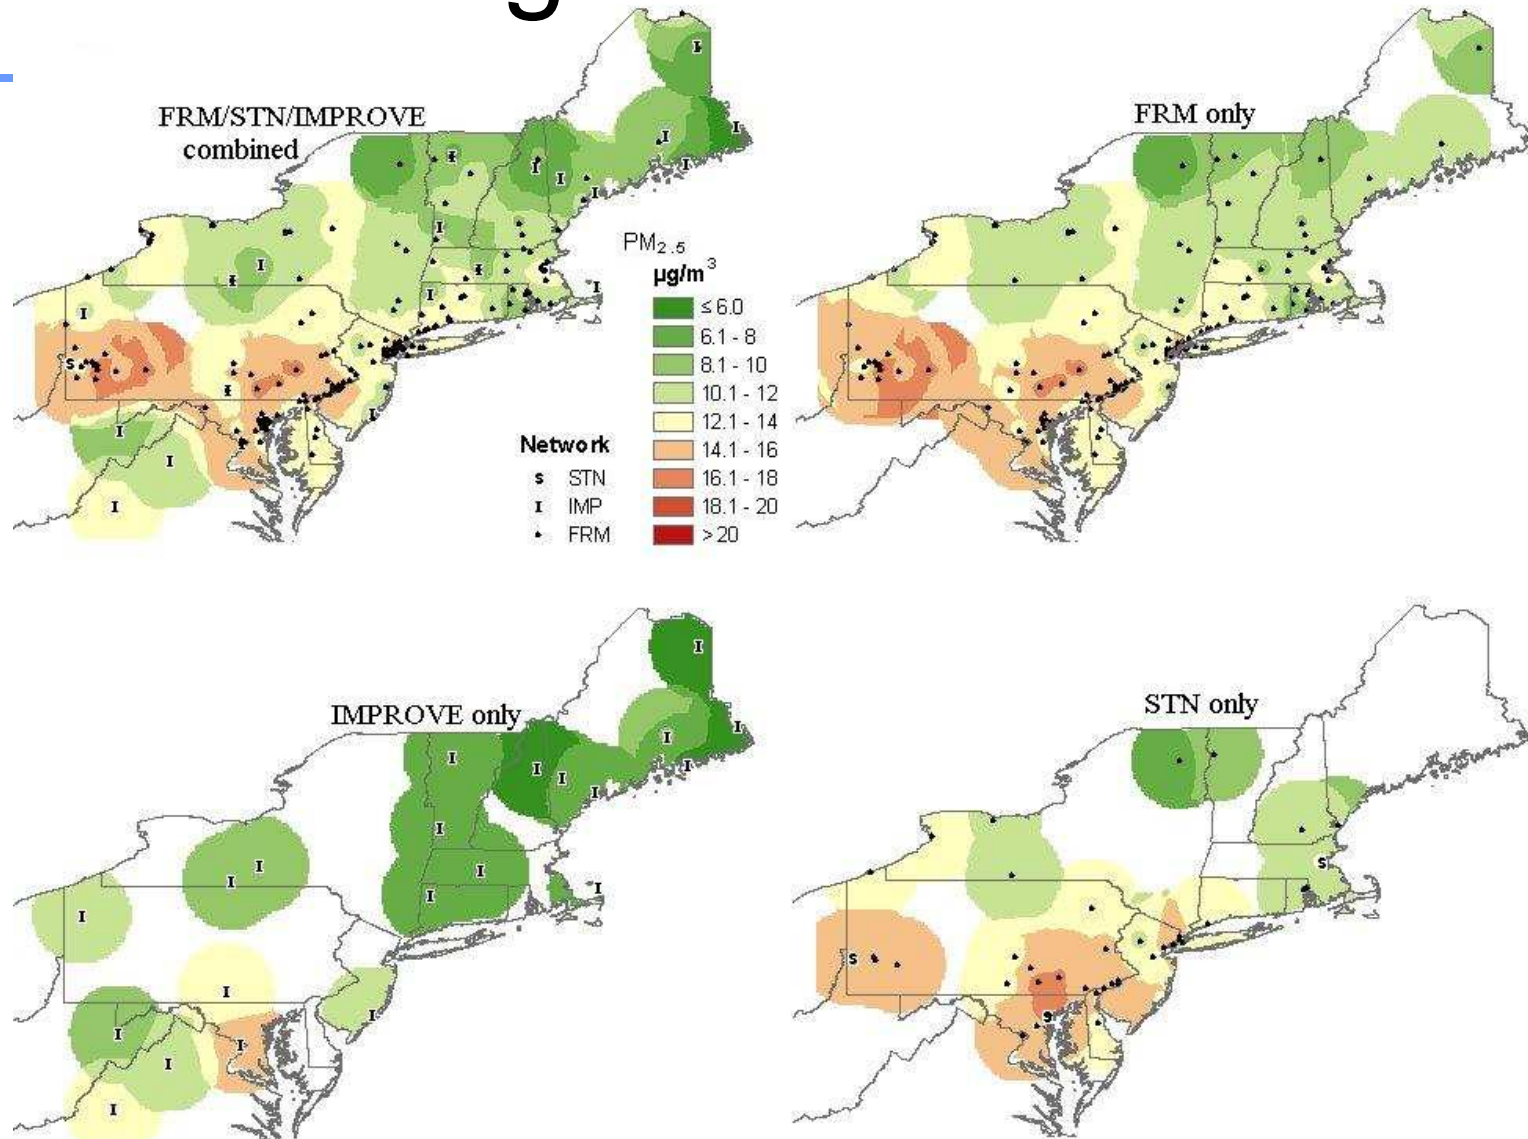 g
FRM/STN/IMPROVE
combined
FRM only
PM2.5
µg/m3
≤ 6.0
6.1 - 8
8.1 - 10
10.1 - 12
12.1 - 14
14.1 - 16
16.1 - 18
18.1 - 20
> 20
Network
S STN
I IMP
FRM
IMPROVE only
STN only